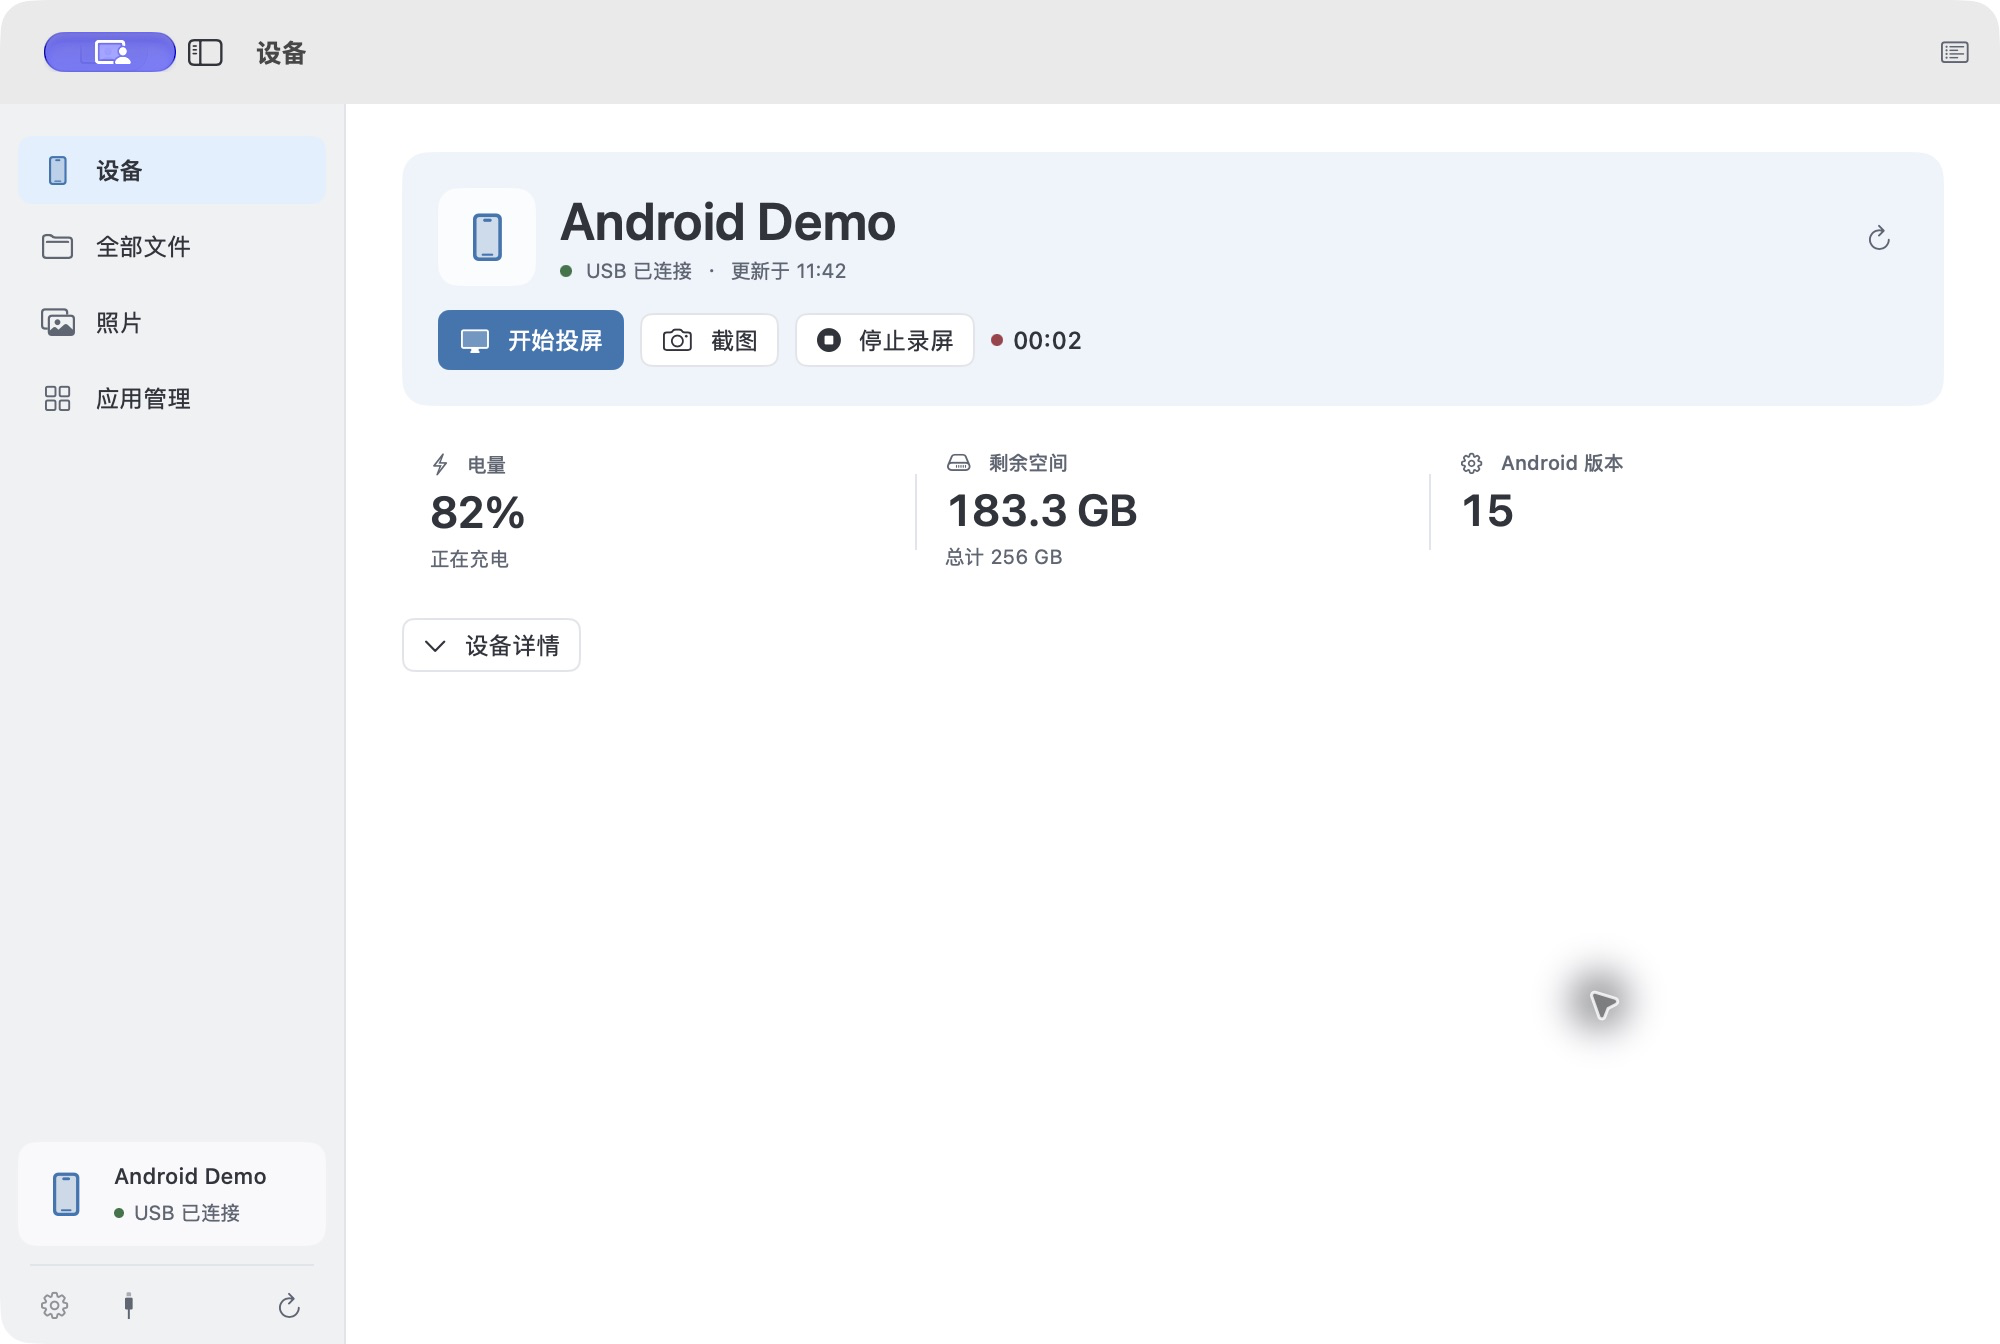 设备
设备
全部文件
照片
应用管理
Android Demo
USB 已连接 · 更新于 11:42
开始投屏 截图 停止录屏 00:02
电量
82%
正在充电
剩余空间
183.3 GB
总计 256 GB
Android 版本
15
设备详情
Android Demo
USB 已连接